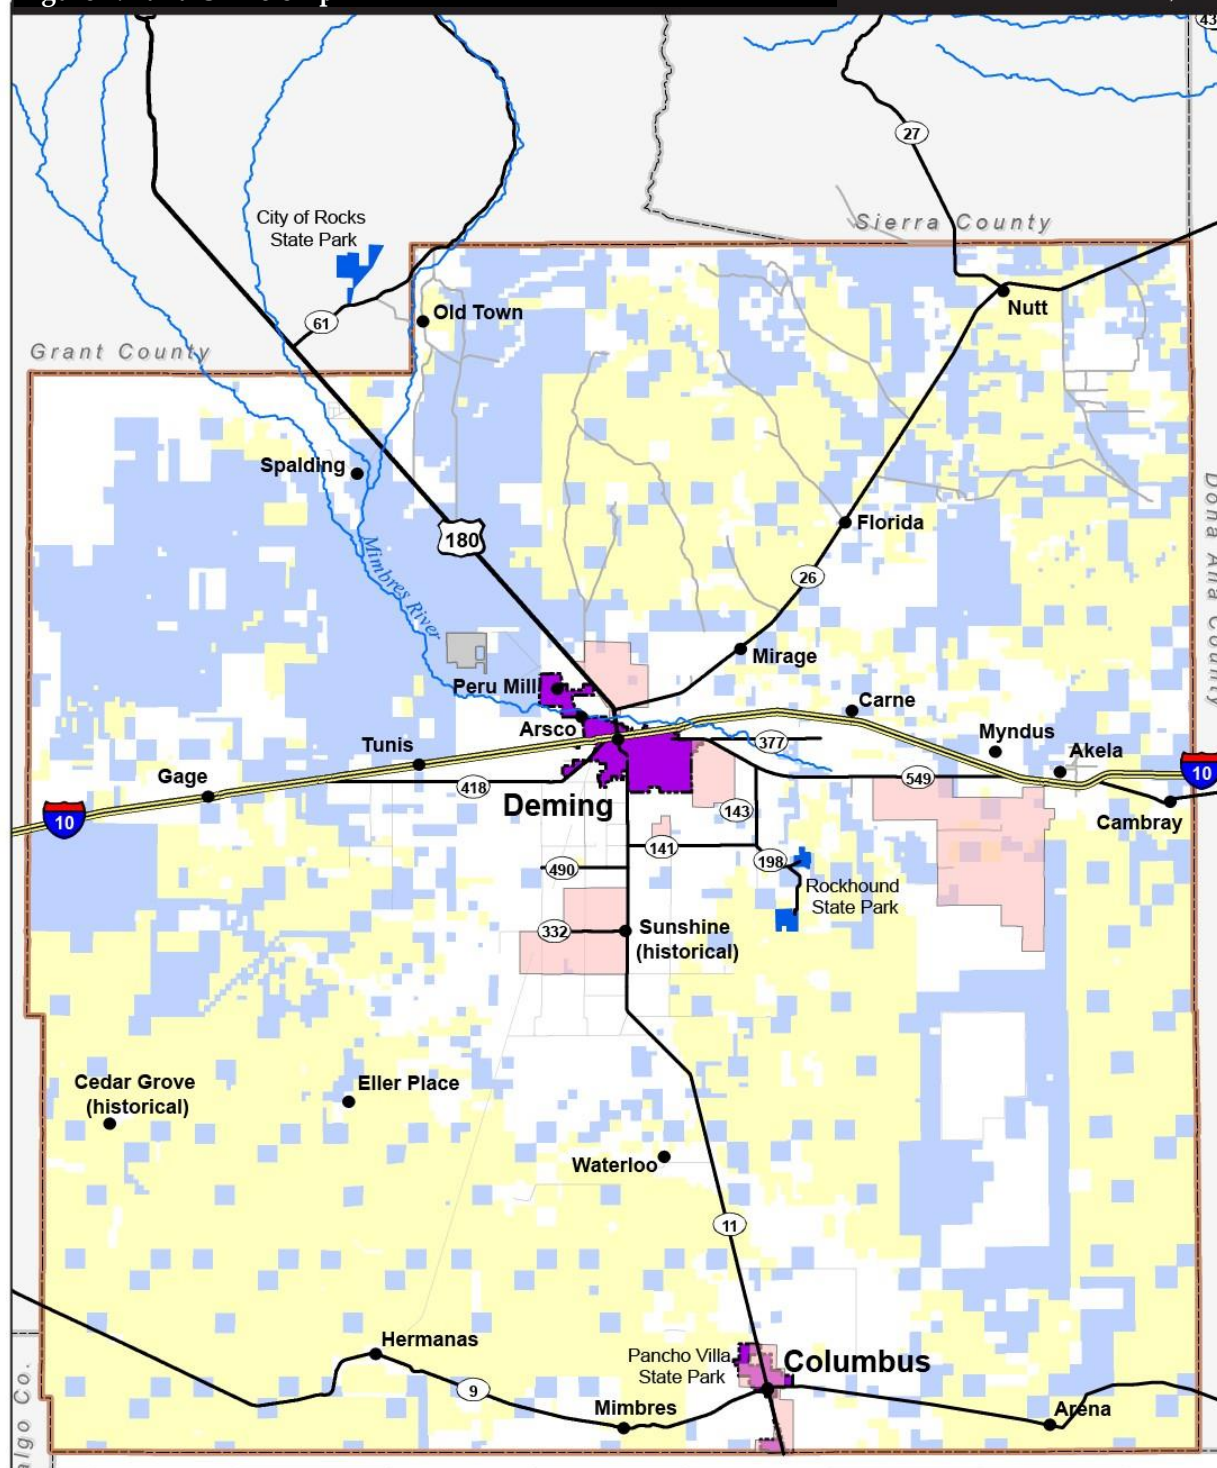 27
City of Rocks
State Park
Sierra County
61
Old Town
Nutt
Grant County
Spalding
180
Florida
Mimbres River
26
Dona Ana County
Mirage
Peru Mill
Carne
Arsco
Tunis
377
Myndus
Akela
Gage
418
549
10
10
Deming
143
Cambray
141
490
198
Rockhound
State Park
332
Sunshine
(historical)
Cedar Grove
(historical)
Eller Place
Waterloo
11
Hermanas
Pancho Villa
State Park
Columbus
9
Mimbres
Arena